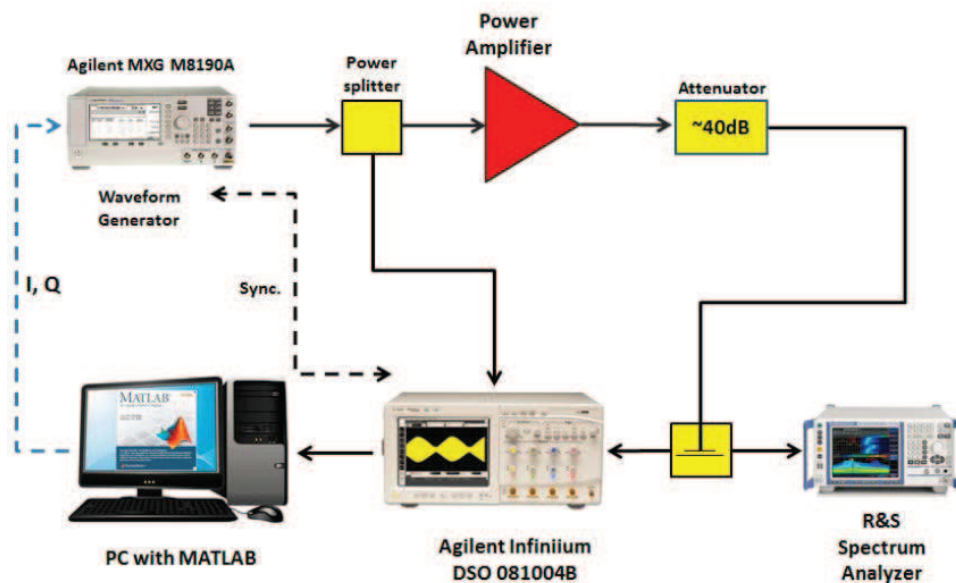 Power
Amplifier
Agilent MXG M8190A
Power
splitter
Attenuator
~40dB
Waveform
Generator
I, Q
Sync.
MATLAB
PC with MATLAB
Agilent Infiniium
DSO 081004B
R&S
Spectrum
Analyzer